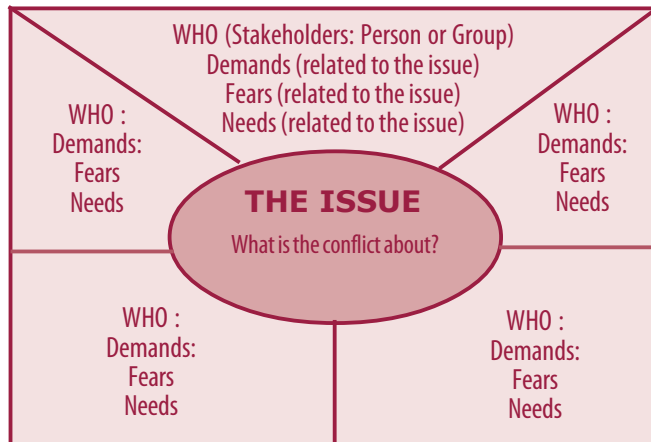 WHO (Stakeholders: Person or Group)
Demands (related to the issue)
Fears (related to the issue)
Needs (related to the issue)
WHO :
Demands:
Fears
Needs
WHO :
Demands:
Fears
Needs
THE ISSUE
What is the conflict about?
WHO :
Demands:
Fears
Needs
WHO :
Demands:
Fears
Needs